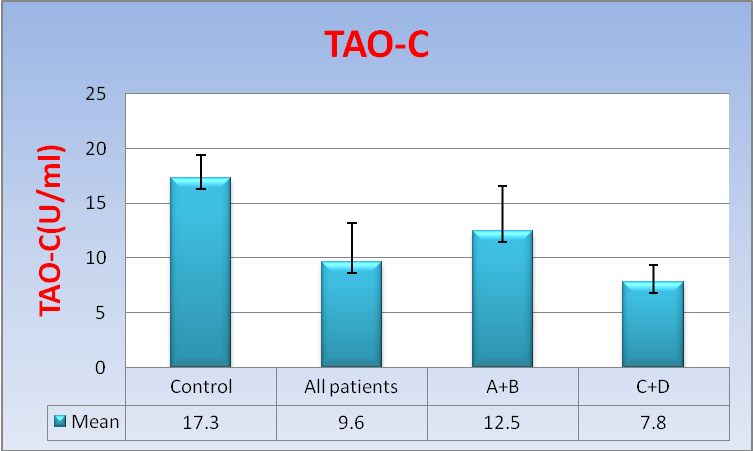 TAO-C
TAO-C(U/ml)
25
20
15
10
5
0
Control All patients A+B C+D
Mean 17.3 9.6 12.5 7.8